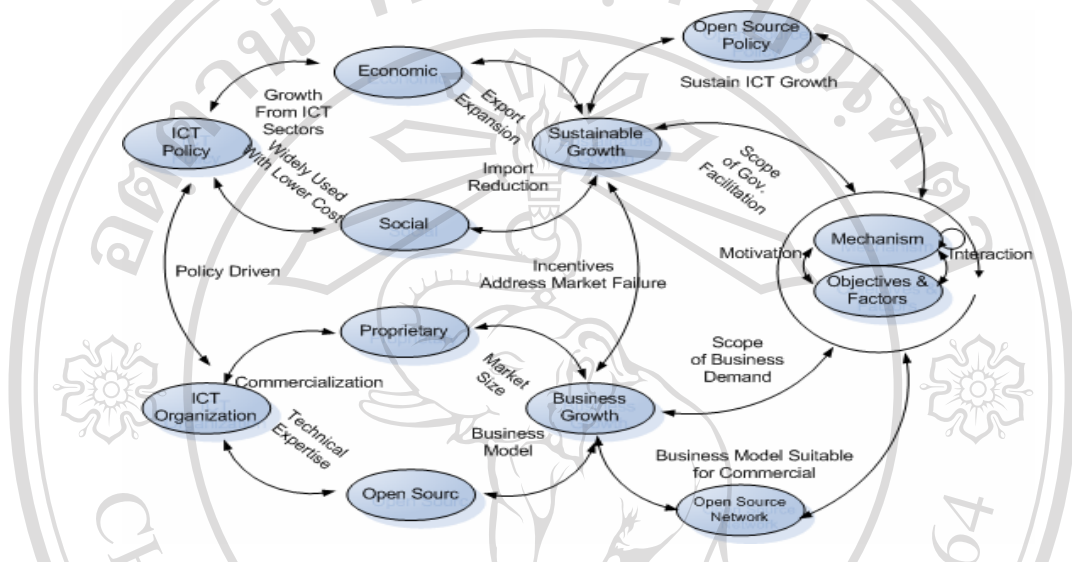 Open Source
Policy
Economic
Sustain ICT Growth
Growth
From ICT
Sectors
Export
Expansion
ICT
Policy
Sustainable
Growth
Widely Used
With Lower Cost
Import
Reduction
Scope
of Gov.
Facilitation
Social
Mechanism
Motivation
Interaction
Policy Driven
Incentives
Address Market Failure
Objectives &
Factors
Proprietary
Scope
of Business
Demand
Commercialization
Market
Size
ICT
Organization
Business
Growth
Technical
Expertise
Business
Model
Business Model Suitable
for Commercial
Open Sourc
Open Source
Network
64